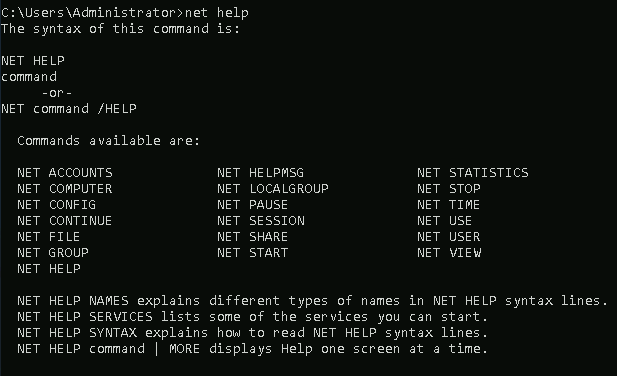 C:\Users\Administrator>net help
The syntax of this command is:
NET HELP
command
-or-
NET command /HELP
Commands available are:
NET ACCOUNTS NET HELPMSG NET STATISTICS
NET COMPUTER NET LOCALGROUP NET STOP
NET CONFIG NET PAUSE NET TIME
NET CONTINUE NET SESSION NET USE
NET FILE NET SHARE NET USER
NET GROUP NET START NET VIEW
NET HELP
NET HELP NAMES explains different types of names in NET HELP syntax lines.
NET HELP SERVICES lists some of the services you can start.
NET HELP SYNTAX explains how to read NET HELP syntax lines.
NET HELP command | MORE displays Help one screen at a time.